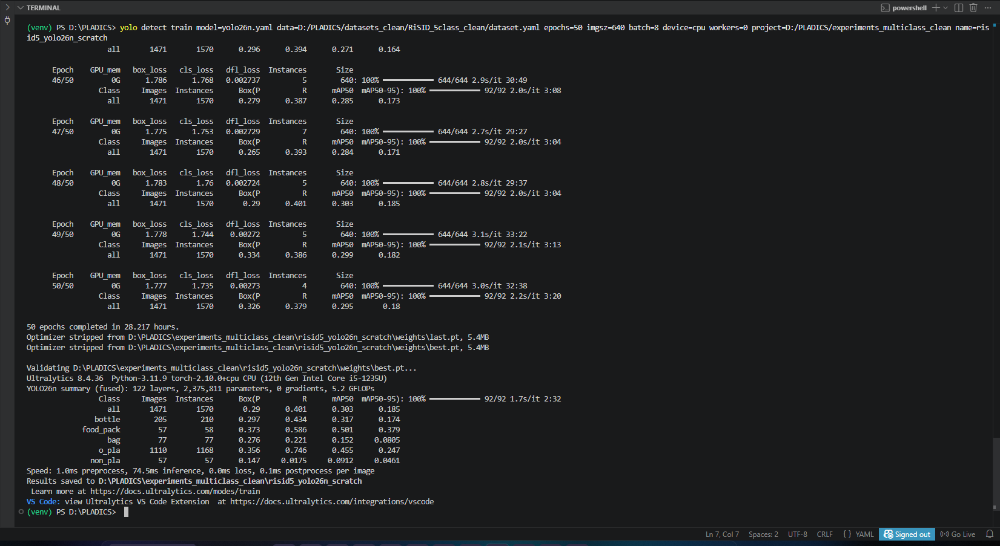 TERMINAL
powershell
(venv) PS D:\PLADICS> yolo detect train model=yolo26n.yaml data=D:/PLADICS/datasets_clean/RiSID_5class_clean/dataset.yaml epochs=50 imgsz=640 batch=8 device=cpu workers=0 project=D:/PLADICS/experiments_multiclass_clean name=ris
id5_yolo26n_scratch
all 1471 1570 0.296 0.394 0.271 0.164
Epoch GPU_mem box_loss cls_loss dfl_loss Instances Size
46/50 0G 1.786 1.768 0.002737 5 640: 100% 644/644 2.9s/it 30:49
Class Images Instances Box(P R mAP50 mAP50-95): 100% 92/92 2.0s/it 3:08
all 1471 1570 0.279 0.387 0.285 0.173
Epoch GPU_mem box_loss cls_loss dfl_loss Instances Size
47/50 0G 1.775 1.753 0.002729 7 640: 100% 644/644 2.7s/it 29:27
Class Images Instances Box(P R mAP50 mAP50-95): 100% 92/92 2.0s/it 3:04
all 1471 1570 0.265 0.393 0.284 0.171
Epoch GPU_mem box_loss cls_loss dfl_loss Instances Size
48/50 0G 1.783 1.76 0.002724 5 640: 100% 644/644 2.8s/it 29:37
Class Images Instances Box(P R mAP50 mAP50-95): 100% 92/92 2.0s/it 3:04
all 1471 1570 0.29 0.401 0.303 0.185
Epoch GPU_mem box_loss cls_loss dfl_loss Instances Size
49/50 0G 1.778 1.744 0.00272 5 640: 100% 644/644 3.1s/it 33:22
Class Images Instances Box(P R mAP50 mAP50-95): 100% 92/92 2.1s/it 3:13
all 1471 1570 0.334 0.386 0.299 0.182
Epoch GPU_mem box_loss cls_loss dfl_loss Instances Size
50/50 0G 1.777 1.735 0.00273 4 640: 100% 644/644 3.0s/it 32:38
Class Images Instances Box(P R mAP50 mAP50-95): 100% 92/92 2.2s/it 3:20
all 1471 1570 0.326 0.379 0.295 0.18
50 epochs completed in 28.217 hours.
Optimizer stripped from D:\PLADICS\experiments_multiclass_clean\risid5_yolo26n_scratch\weights\last.pt, 5.4MB
Optimizer stripped from D:\PLADICS\experiments_multiclass_clean\risid5_yolo26n_scratch\weights\best.pt, 5.4MB
Validating D:\PLADICS\experiments_multiclass_clean\risid5_yolo26n_scratch\weights\best.pt...
Ultralytics 8.4.36 Python-3.11.9 torch-2.10.0+cpu CPU (12th Gen Intel Core i5-1235U)
YOLO26n summary (fused): 122 layers, 2,375,811 parameters, 0 gradients, 5.2 GFLOPs
Class Images Instances Box(P R mAP50 mAP50-95): 100% 92/92 1.7s/it 2:32
all 1471 1570 0.29 0.401 0.303 0.185
bottle 205 210 0.297 0.434 0.317 0.174
food_pack 57 58 0.373 0.586 0.501 0.379
bag 77 77 0.276 0.221 0.152 0.0805
o_pla 1110 1168 0.356 0.746 0.455 0.247
non_pla 57 57 0.147 0.0175 0.0912 0.0461
Speed: 1.0ms preprocess, 74.5ms inference, 0.0ms loss, 0.1ms postprocess per image
Results saved to D:\PLADICS\experiments_multiclass_clean\risid5_yolo26n_scratch
Learn more at https://docs.ultralytics.com/modes/train
VS Code: view Ultralytics VS Code Extension at https://docs.ultralytics.com/integrations/vscode
(venv) PS D:\PLADICS>
Ln 7, Col 7 Spaces: 2 UTF-8 CRLF { } YAML Signed out Go Live